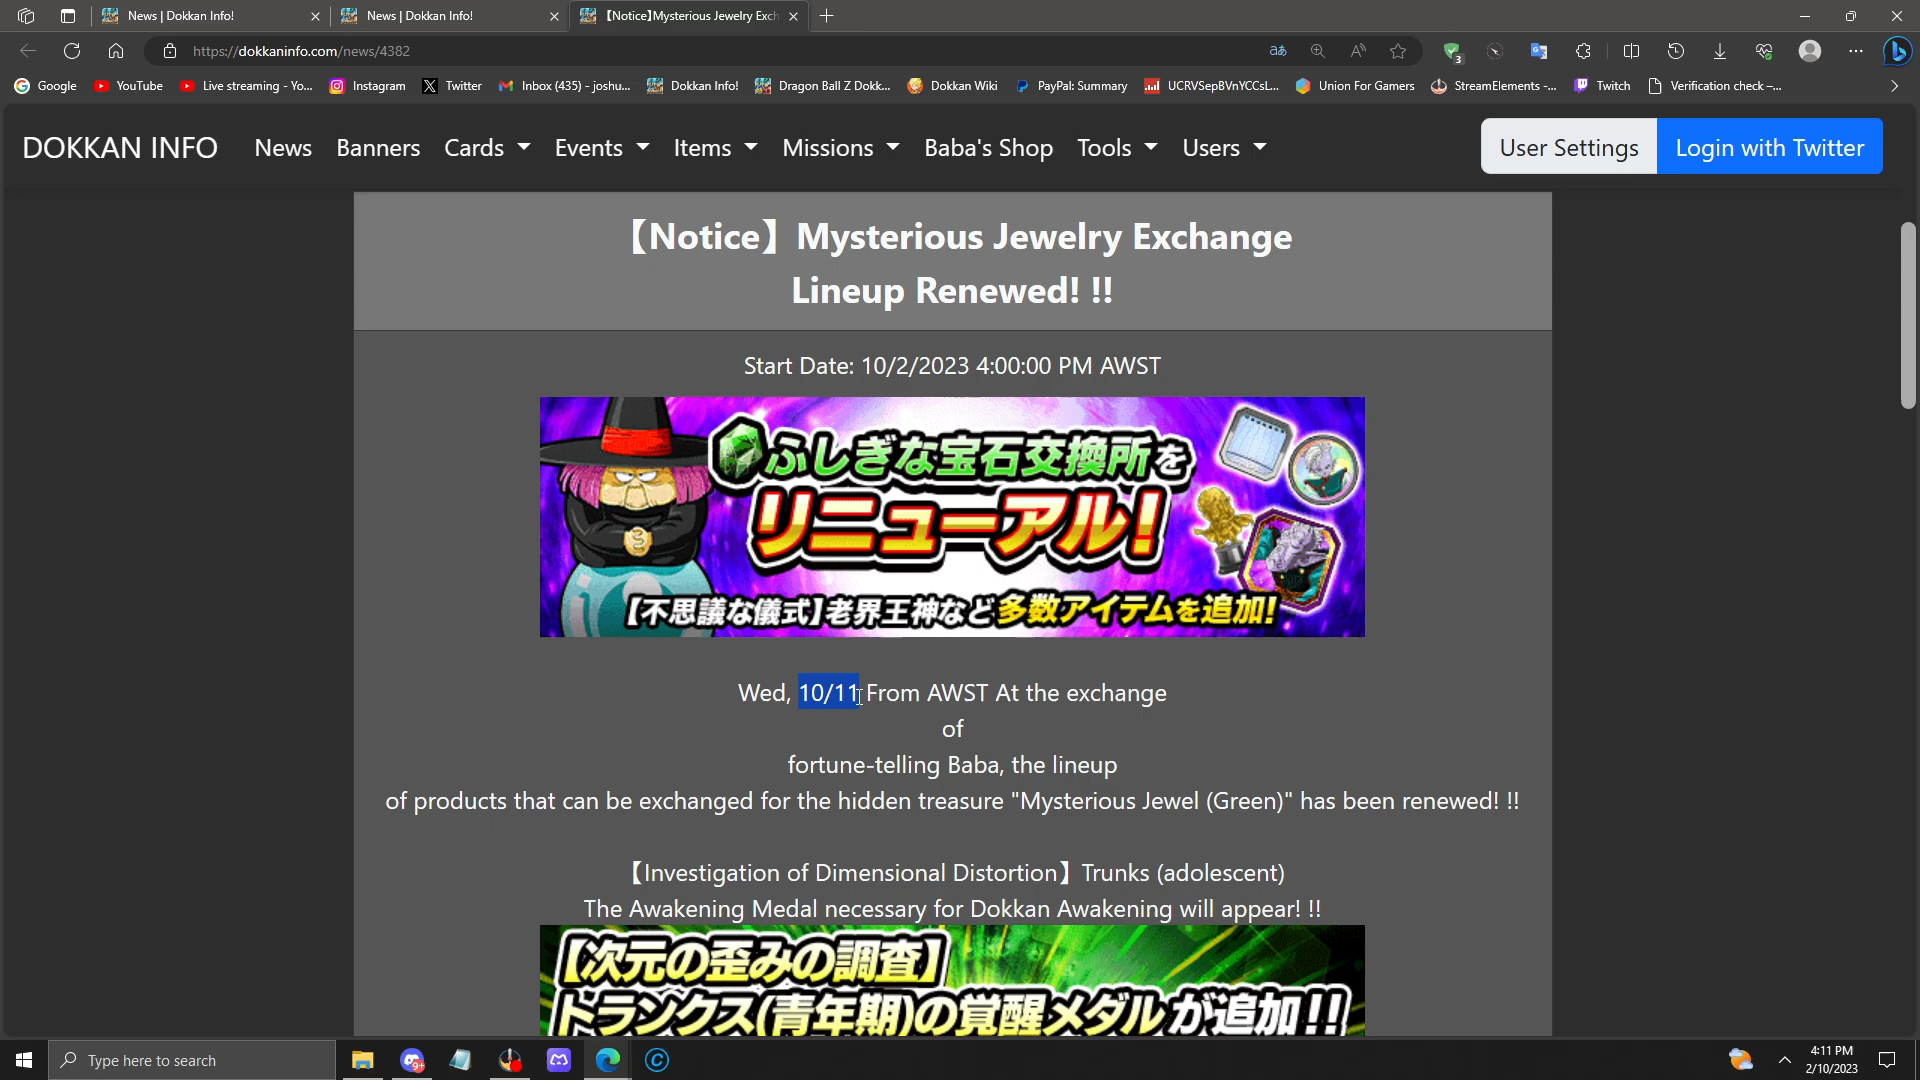 News | Dokkan Info!
News | Dokkan Info!
【Notice】Mysterious Jewelry Exch
https://dokkaninfo.com/news/4382
aあ
3
Google
YouTube
Live streaming - Yo...
Instagram
Twitter
Inbox (435) - joshu...
Dokkan Info!
Dragon Ball Z Dokk...
Dokkan Wiki
PayPal: Summary
UCRVSepBVnYCCsL...
Union For Gamers
StreamElements -...
Twitch
Verification check –...
DOKKAN INFO
News
Banners
Cards
Events
Items
Missions
Baba's Shop
Tools
Users
User Settings
Login with Twitter
【Notice】Mysterious Jewelry Exchange
Lineup Renewed! !!
Start Date: 10/2/2023 4:00:00 PM AWST
ふしぎな宝石交換所を
リニューアル!
【不思議な儀式】老界王神など多数アイテムを追加!
Wed, 10/11 From AWST At the exchange
of
fortune-telling Baba, the lineup
of products that can be exchanged for the hidden treasure "Mysterious Jewel (Green)" has been renewed! !!
【Investigation of Dimensional Distortion】Trunks (adolescent)
The Awakening Medal necessary for Dokkan Awakening will appear! !!
【次元の歪みの調査】
トランクス(青年期)の覚醒メダルが追加!!
Type here to search
9+
4:11 PM
2/10/2023